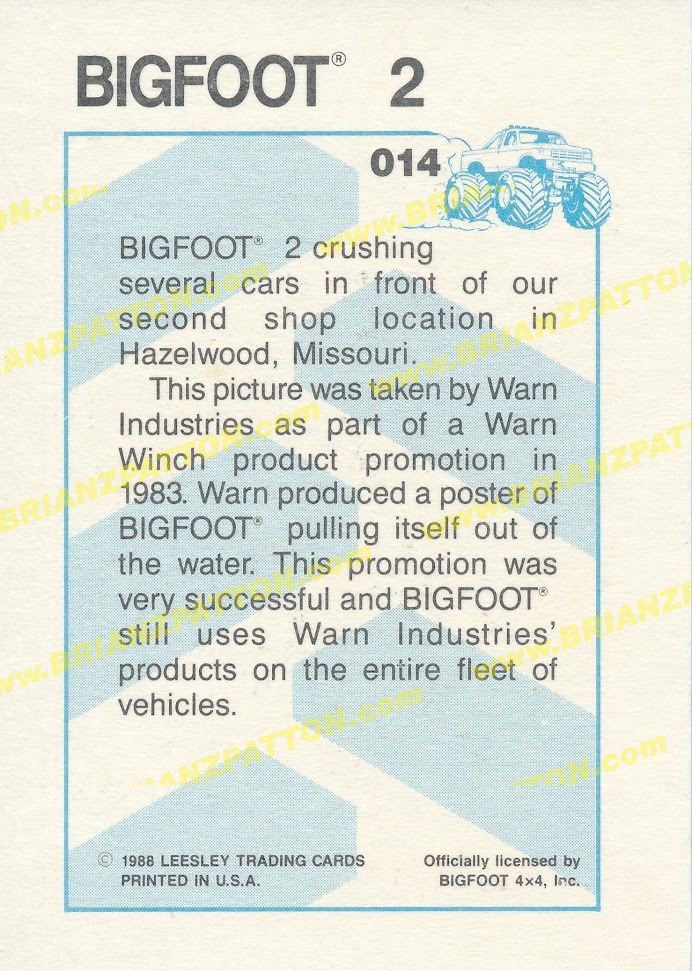 BIGFOOT® 2
014
BIGFOOT® 2 crushing
several cars in front of our
second shop location in
Hazelwood, Missouri.
This picture was taken by Warn
Industries as part of a Warn
Winch product promotion in
1983. Warn produced a poster of
BIGFOOT® pulling itself out of
the water. This promotion was
very successful and BIGFOOT®
still uses Warn Industries'
products on the entire fleet of
vehicles.
© 1988 LEESLEY TRADING CARDS
PRINTED IN U.S.A.
Officially licensed by
BIGFOOT 4×4, Inc.
www.BRIANZPATTON.com